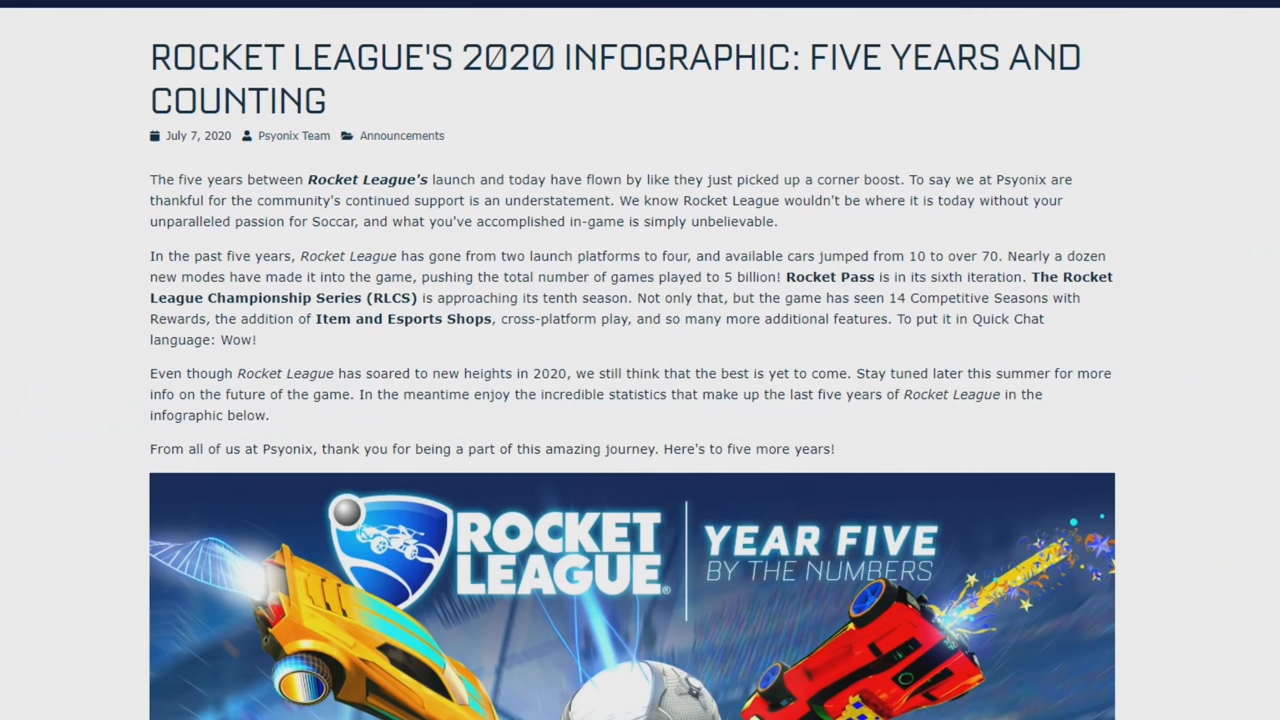 ROCKET LEAGUE'S 2020 INFOGRAPHIC: FIVE YEARS AND
COUNTING
July 7, 2020 Psyonix Team Announcements
The five years between Rocket League's launch and today have flown by like they just picked up a corner boost. To say we at Psyonix are
thankful for the community's continued support is an understatement. We know Rocket League wouldn't be where it is today without your
unparalleled passion for Soccar, and what you've accomplished in-game is simply unbelievable.
In the past five years, Rocket League has gone from two launch platforms to four, and available cars jumped from 10 to over 70. Nearly a dozen
new modes have made it into the game, pushing the total number of games played to 5 billion! Rocket Pass is in its sixth iteration. The Rocket
League Championship Series (RLCS) is approaching its tenth season. Not only that, but the game has seen 14 Competitive Seasons with
Rewards, the addition of Item and Esports Shops, cross-platform play, and so many more additional features. To put it in Quick Chat
language: Wow!
Even though Rocket League has soared to new heights in 2020, we still think that the best is yet to come. Stay tuned later this summer for more
info on the future of the game. In the meantime enjoy the incredible statistics that make up the last five years of Rocket League in the
infographic below.
From all of us at Psyonix, thank you for being a part of this amazing journey. Here's to five more years!
ROCKET
LEAGUE®
YEAR FIVE
BY THE NUMBERS